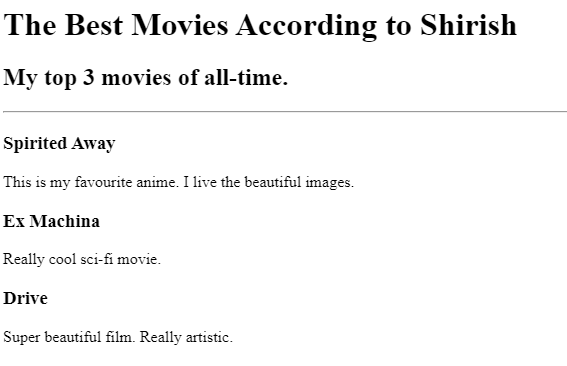 The Best Movies According to Shirish
My top 3 movies of all-time.
Spirited Away
This is my favourite anime. I live the beautiful images.
Ex Machina
Really cool sci-fi movie.
Drive
Super beautiful film. Really artistic.